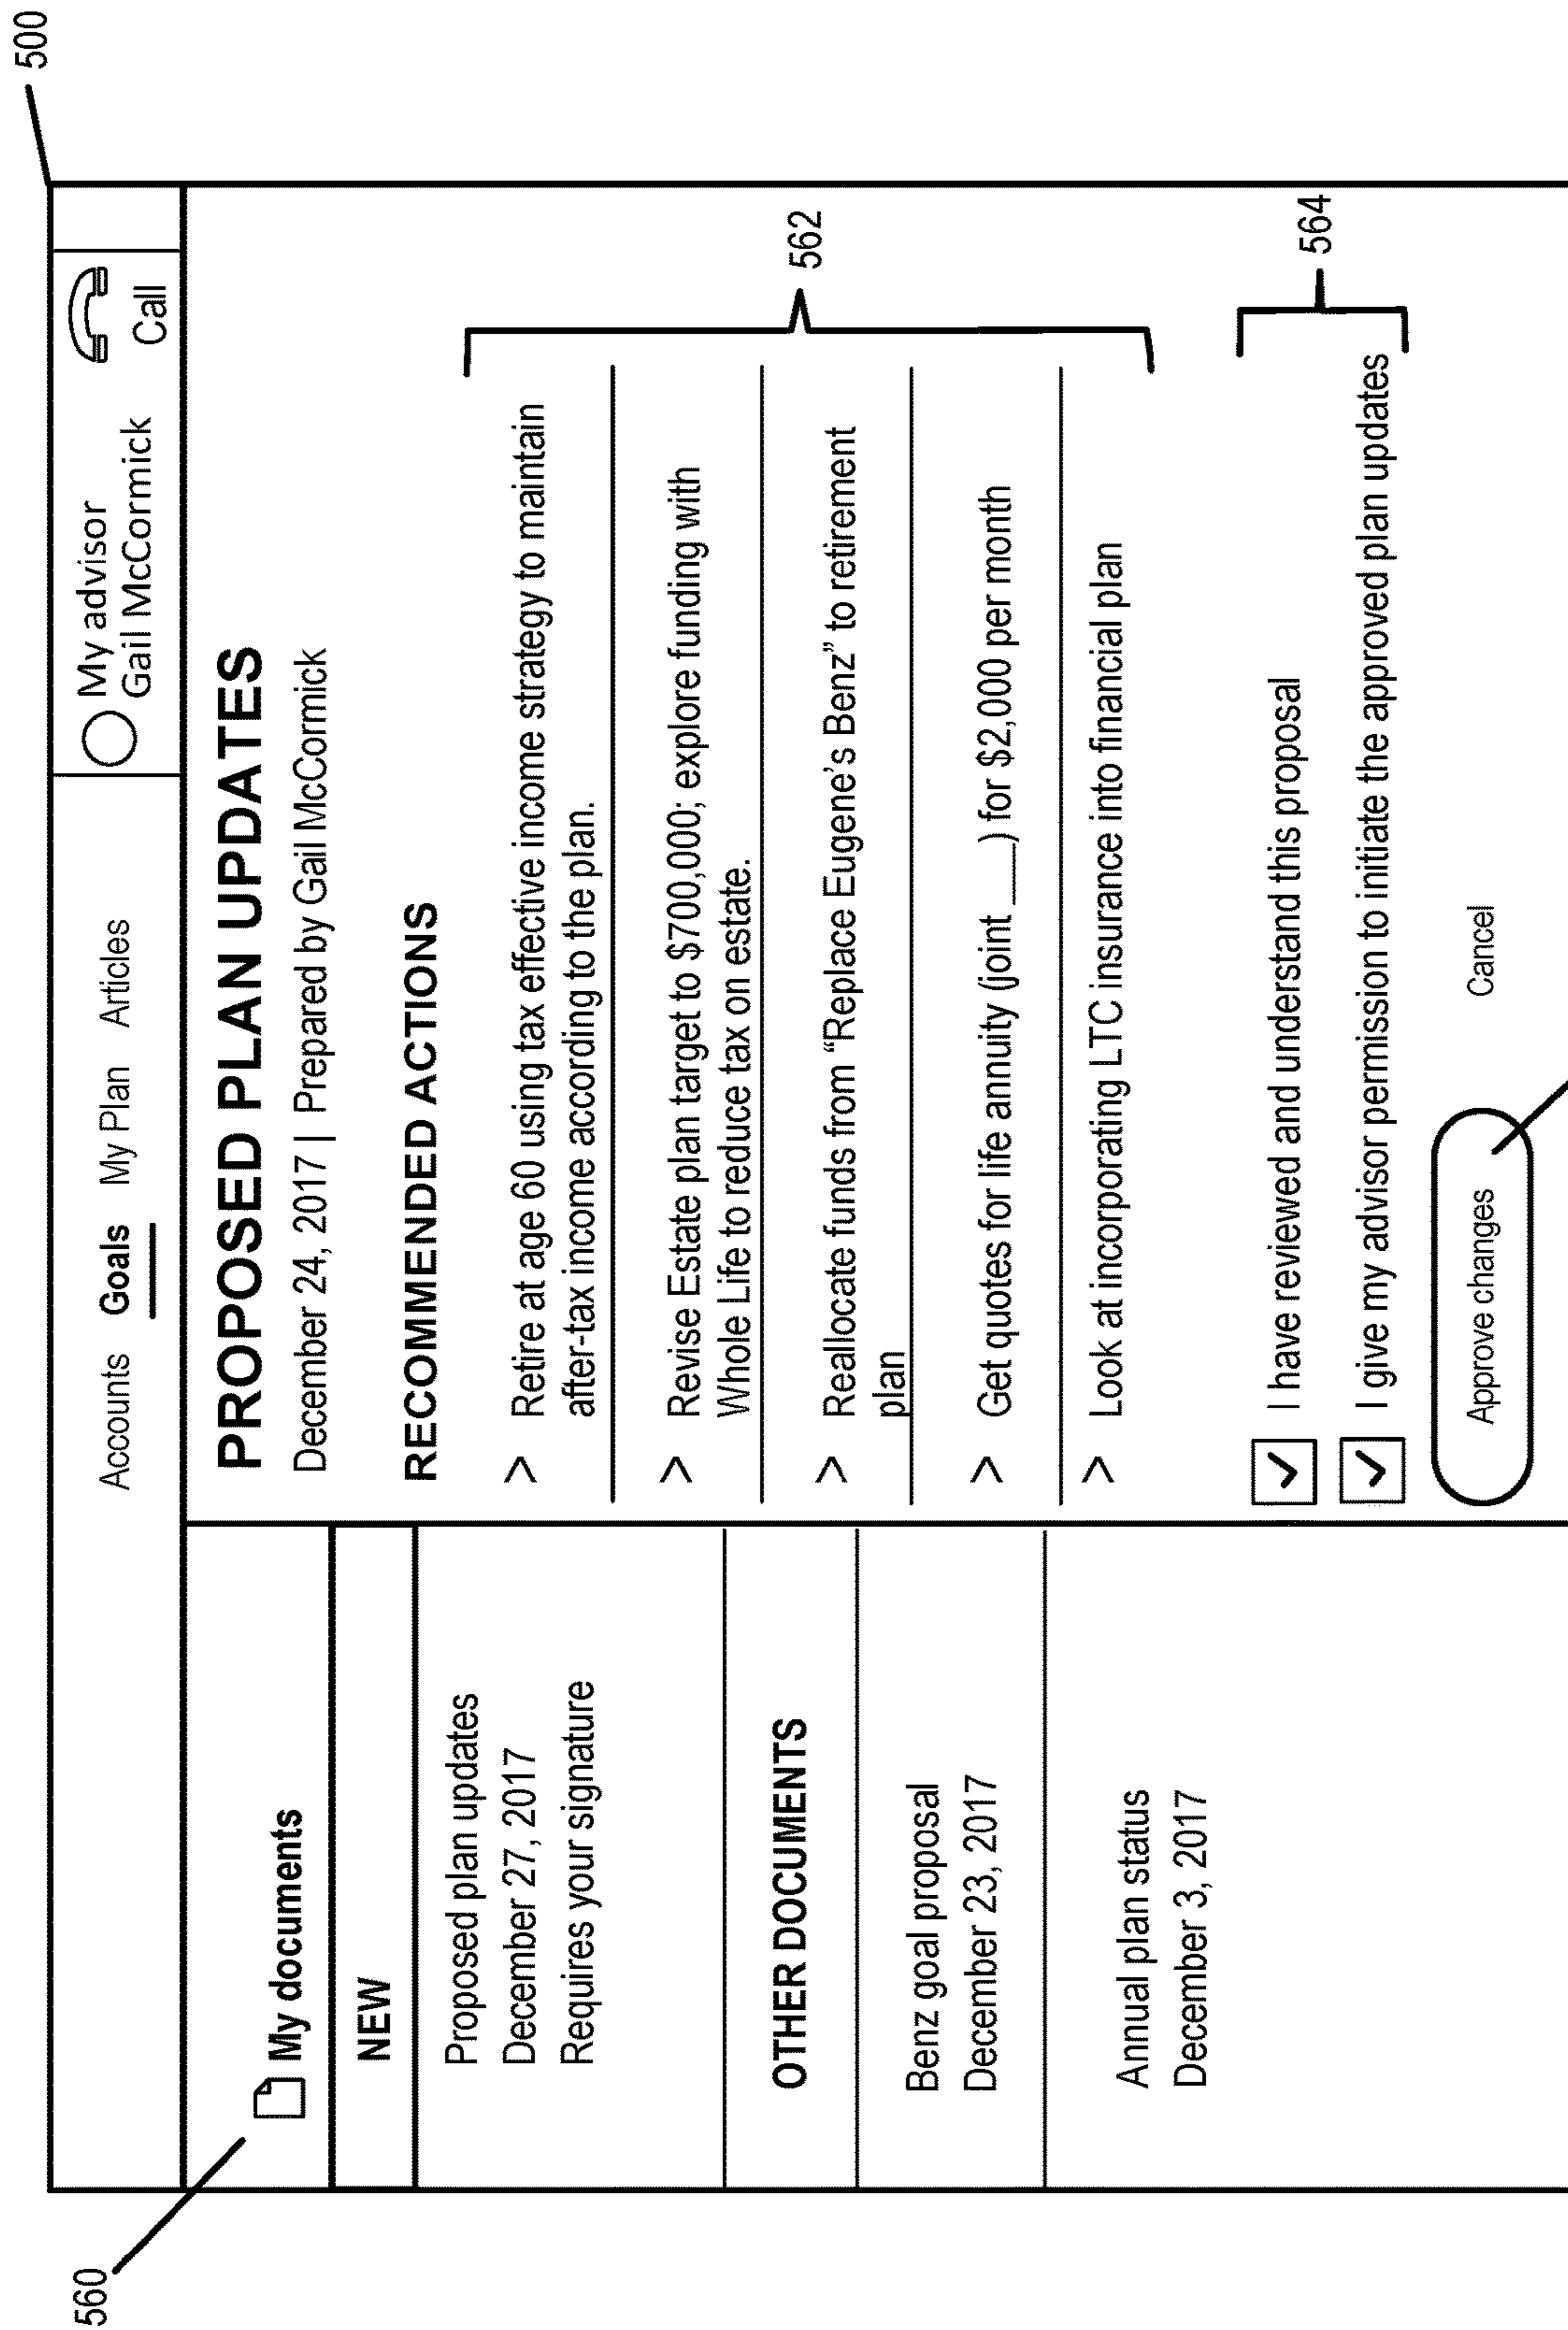 500
Accounts Goals My Plan Articles
My advisor
Gail McCormick
Call
560
My documents
NEW
Proposed plan updates
December 27, 2017
Requires your signature
OTHER DOCUMENTS
Benz goal proposal
December 23, 2017
Annual plan status
December 3, 2017
PROPOSED PLAN UPDATES
December 24, 2017 | Prepared by Gail McCormick
RECOMMENDED ACTIONS
> Retire at age 60 using tax effective income strategy to maintain
after-tax income according to the plan.
> Revise Estate plan target to $700,000; explore funding with
Whole Life to reduce tax on estate.
> Reallocate funds from “Replace Eugene’s Benz” to retirement
plan
> Get quotes for life annuity (joint ___) for $2,000 per month
> Look at incorporating LTC insurance into financial plan
562
I have reviewed and understand this proposal
I give my advisor permission to initiate the approved plan updates
564
Approve changes Cancel